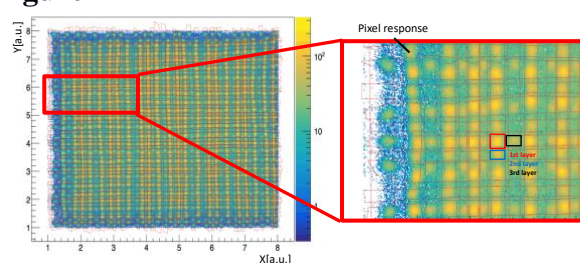 Y[a.u.]
8
7
6
5
4
3
2
1
1 2 3 4 5 6 7 8
X[a.u.]
10²
10
1
Pixel response
1st layer
2nd layer
3rd layer